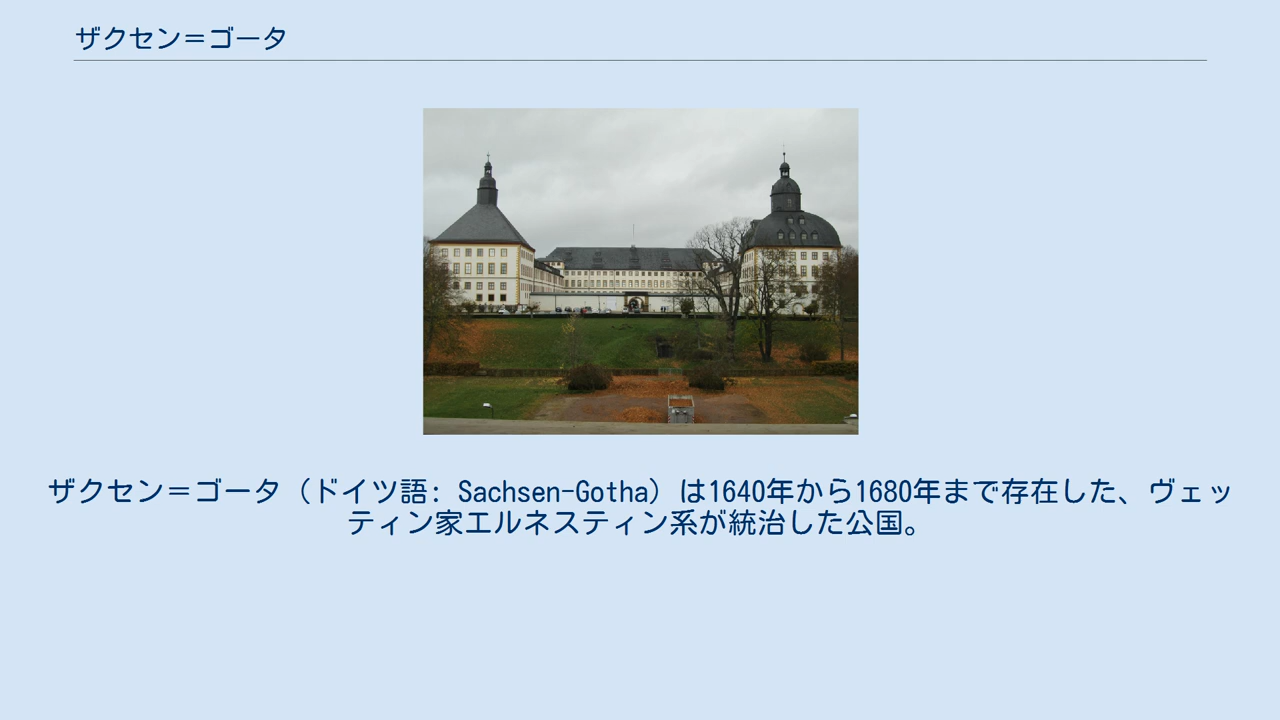 ザクセン＝ゴータ
ザクセン＝ゴータ（ドイツ語: Sachsen-Gotha）は1640年から1680年まで存在した、ヴェッ
ティン家エルネスティン系が統治した公国。